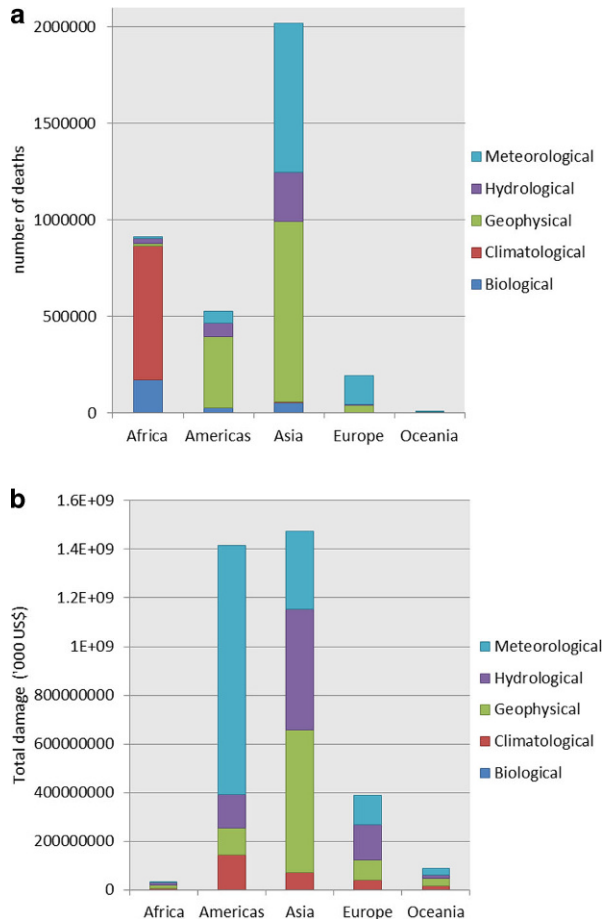 a
number of deaths
2000000
1500000
1000000
500000
0
Africa Americas Asia Europe Oceania
Meteorological
Hydrological
Geophysical
Climatological
Biological
b
Total damage ('000 US$)
1.6E+09
1.4E+09
1.2E+09
1E+09
800000000
600000000
400000000
200000000
0
Africa Americas Asia Europe Oceania
Meteorological
Hydrological
Geophysical
Climatological
Biological